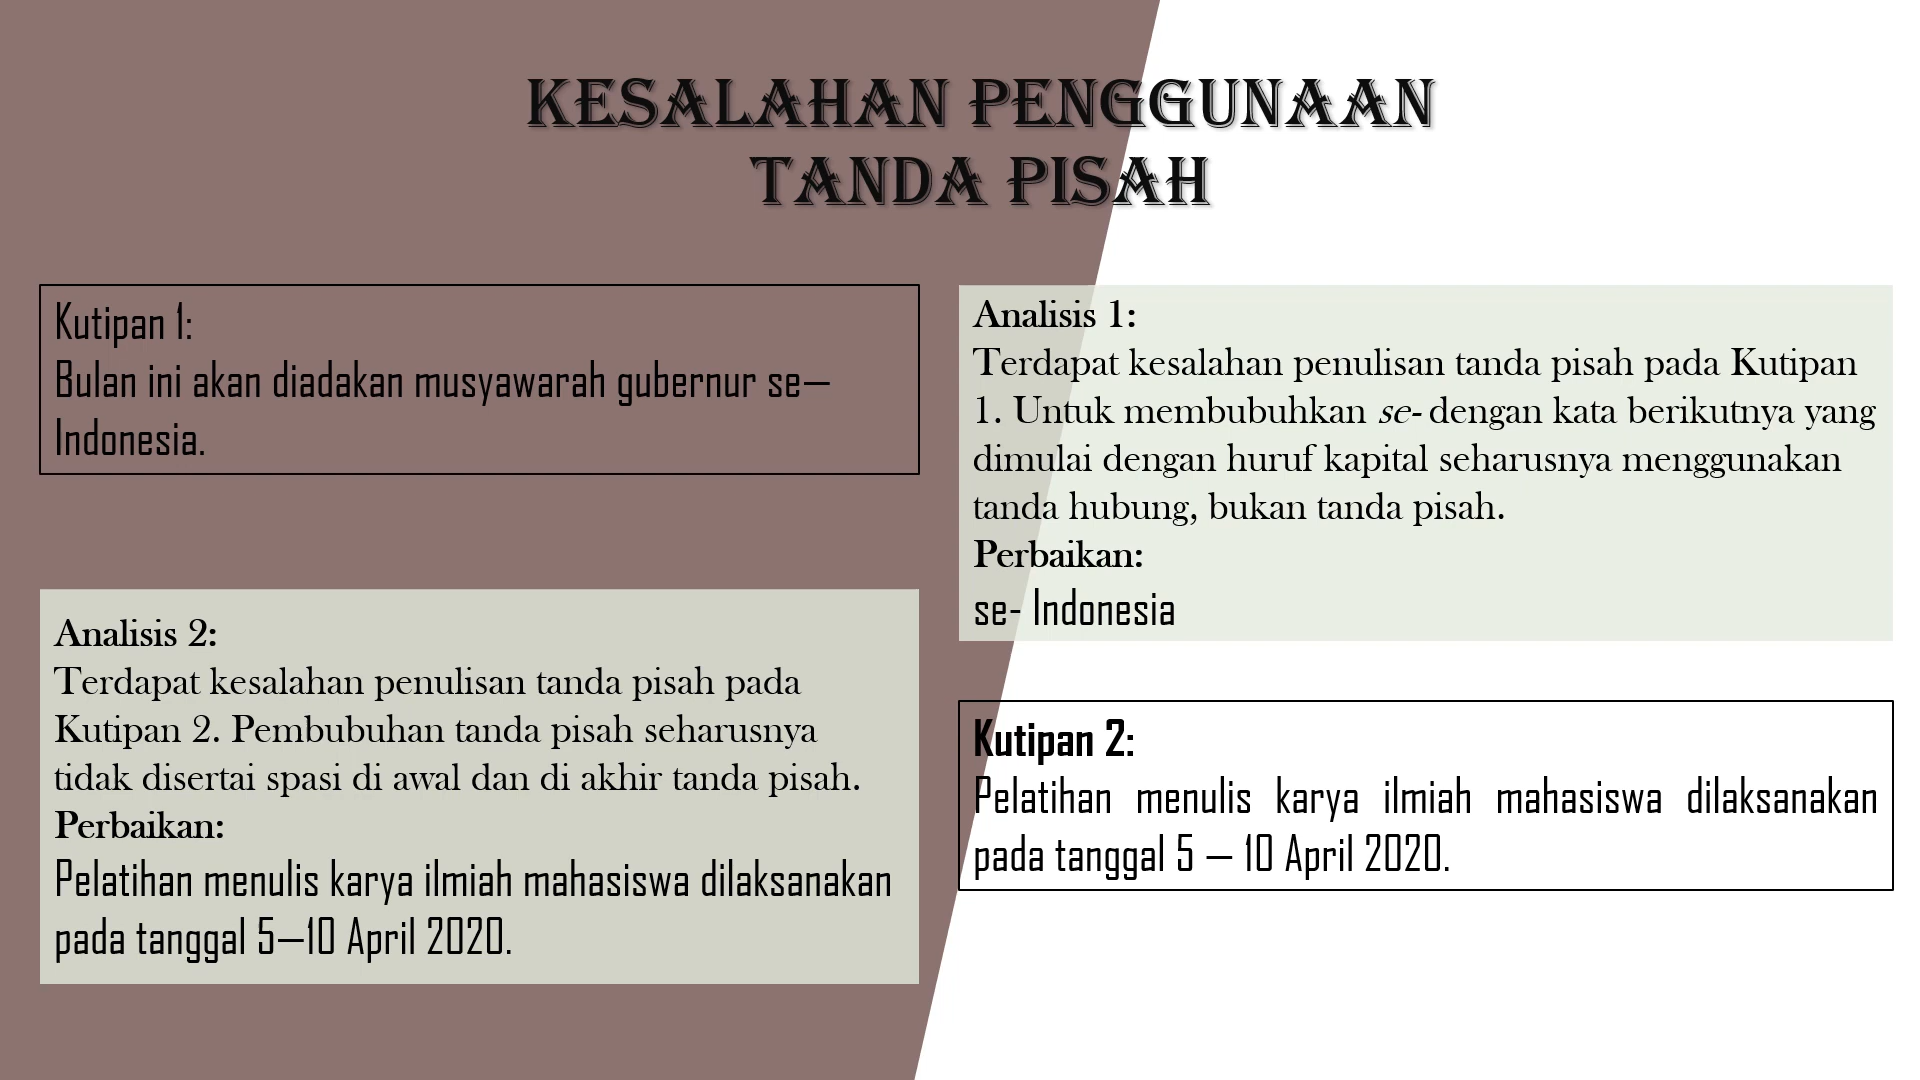 KESALAHAN PENGGUNAAN
TANDA PISAH
Kutipan 1:
Bulan ini akan diadakan musyawarah gubernur se—
Indonesia.
Analisis 1:
Terdapat kesalahan penulisan tanda pisah pada Kutipan
1. Untuk membubuhkan se- dengan kata berikutnya yang
dimulai dengan huruf kapital seharusnya menggunakan
tanda hubung, bukan tanda pisah.
Perbaikan:
se- Indonesia
Kutipan 2:
Pelatihan menulis karya ilmiah mahasiswa dilaksanakan
pada tanggal 5 — 10 April 2020.
Analisis 2:
Terdapat kesalahan penulisan tanda pisah pada
Kutipan 2. Pembubuhan tanda pisah seharusnya
tidak disertai spasi di awal dan di akhir tanda pisah.
Perbaikan:
Pelatihan menulis karya ilmiah mahasiswa dilaksanakan
pada tanggal 5—10 April 2020.